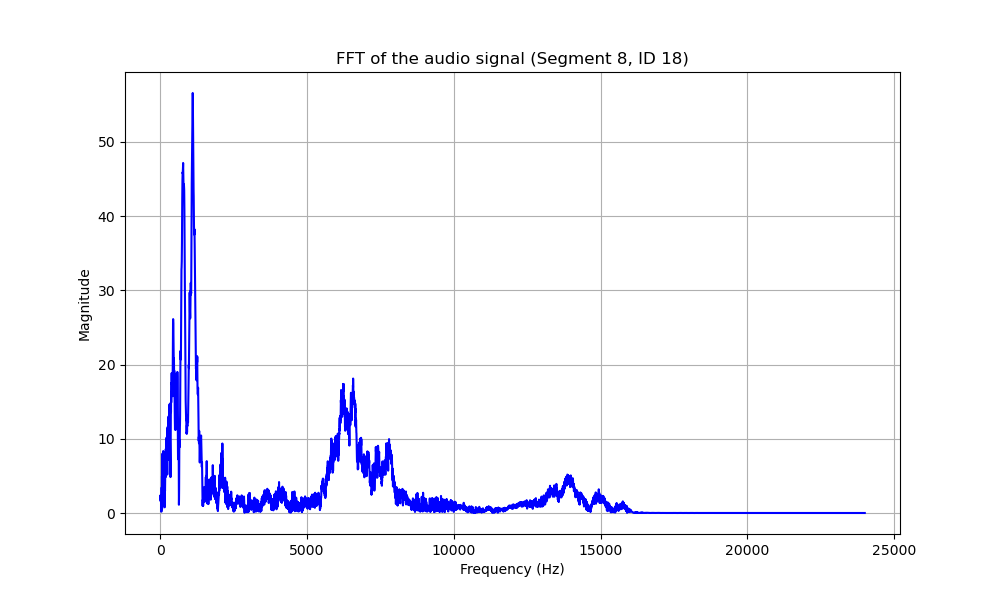 FFT of the audio signal (Segment 8, ID 18)
Magnitude
50
40
30
20
10
0
0 5000 10000 15000 20000 25000
Frequency (Hz)